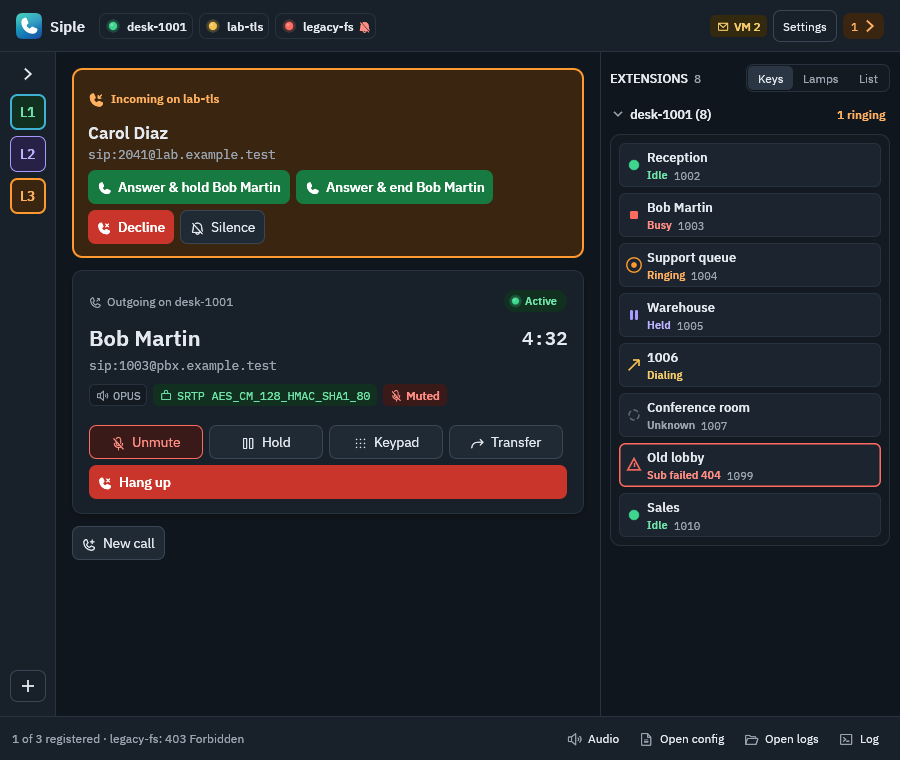 Siple
desk-1001
lab-tls
legacy-fs
VM 2
Settings
1
L1
L2
L3
Incoming on lab-tls
Carol Diaz
sip:2041@lab.example.test
Answer & hold Bob Martin
Answer & end Bob Martin
Decline
Silence
Outgoing on desk-1001
Active
Bob Martin
4:32
sip:1003@pbx.example.test
OPUS
SRTP AES_CM_128_HMAC_SHA1_80
Muted
Unmute
Hold
Keypad
Transfer
Hang up
New call
EXTENSIONS 8
Keys
Lamps
List
desk-1001 (8)
1 ringing
Reception
Idle 1002
Bob Martin
Busy 1003
Support queue
Ringing 1004
Warehouse
Held 1005
1006
Dialing
Conference room
Unknown 1007
Old lobby
Sub failed 404 1099
Sales
Idle 1010
1 of 3 registered · legacy-fs: 403 Forbidden
Audio
Open config
Open logs
Log